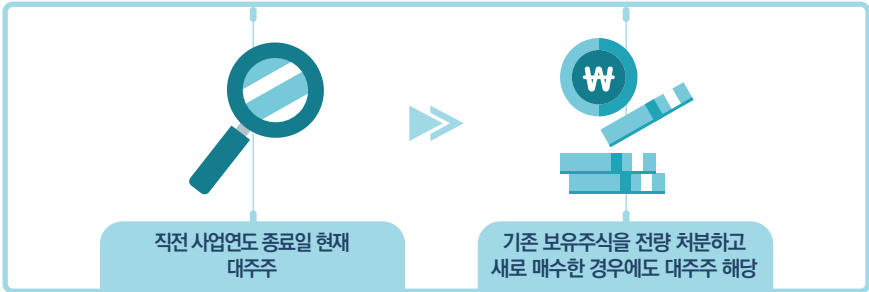 ₩
직전 사업연도 종료일 현재
대주주
기존 보유주식을 전량 처분하고
새로 매수한 경우에도 대주주 해당